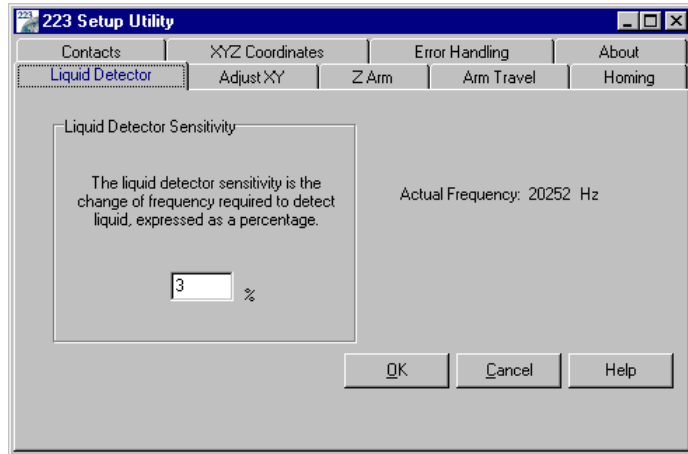 223 223 Setup Utility
Contacts XYZ Coordinates Error Handling About
Liquid Detector Adjust XY Z Arm Arm Travel Homing
Liquid Detector Sensitivity
The liquid detector sensitivity is the
change of frequency required to detect
liquid, expressed as a percentage.
Actual Frequency: 20252 Hz
3 %
OK Cancel Help